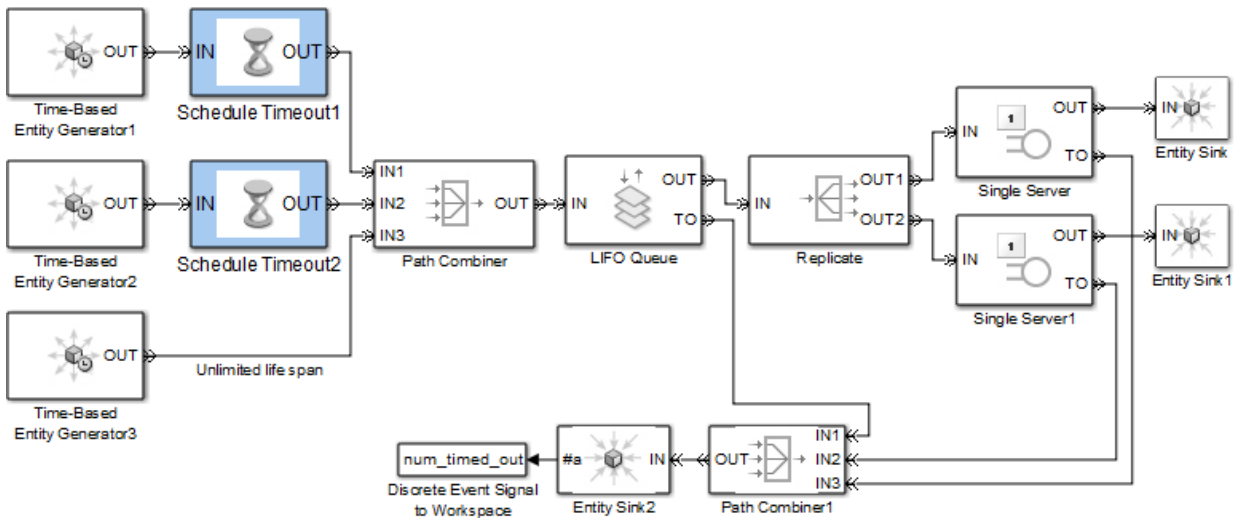 OUT
Time-Based
Entity Generator1
IN
OUT
Schedule Timeout1
OUT
Time-Based
Entity Generator2
IN
OUT
Schedule Timeout2
OUT
Time-Based
Entity Generator3
Unlimited life span
IN1
IN2
IN3
OUT
Path Combiner
IN
OUT
TO
LIFO Queue
IN
OUT1
OUT2
Replicate
IN
1
OUT
TO
Single Server
IN
Entity Sink
IN
1
OUT
TO
Single Server1
IN
Entity Sink1
num_timed_out
Discrete Event Signal
to Workspace
#a
IN
Entity Sink2
OUT
IN1
IN2
IN3
Path Combiner1